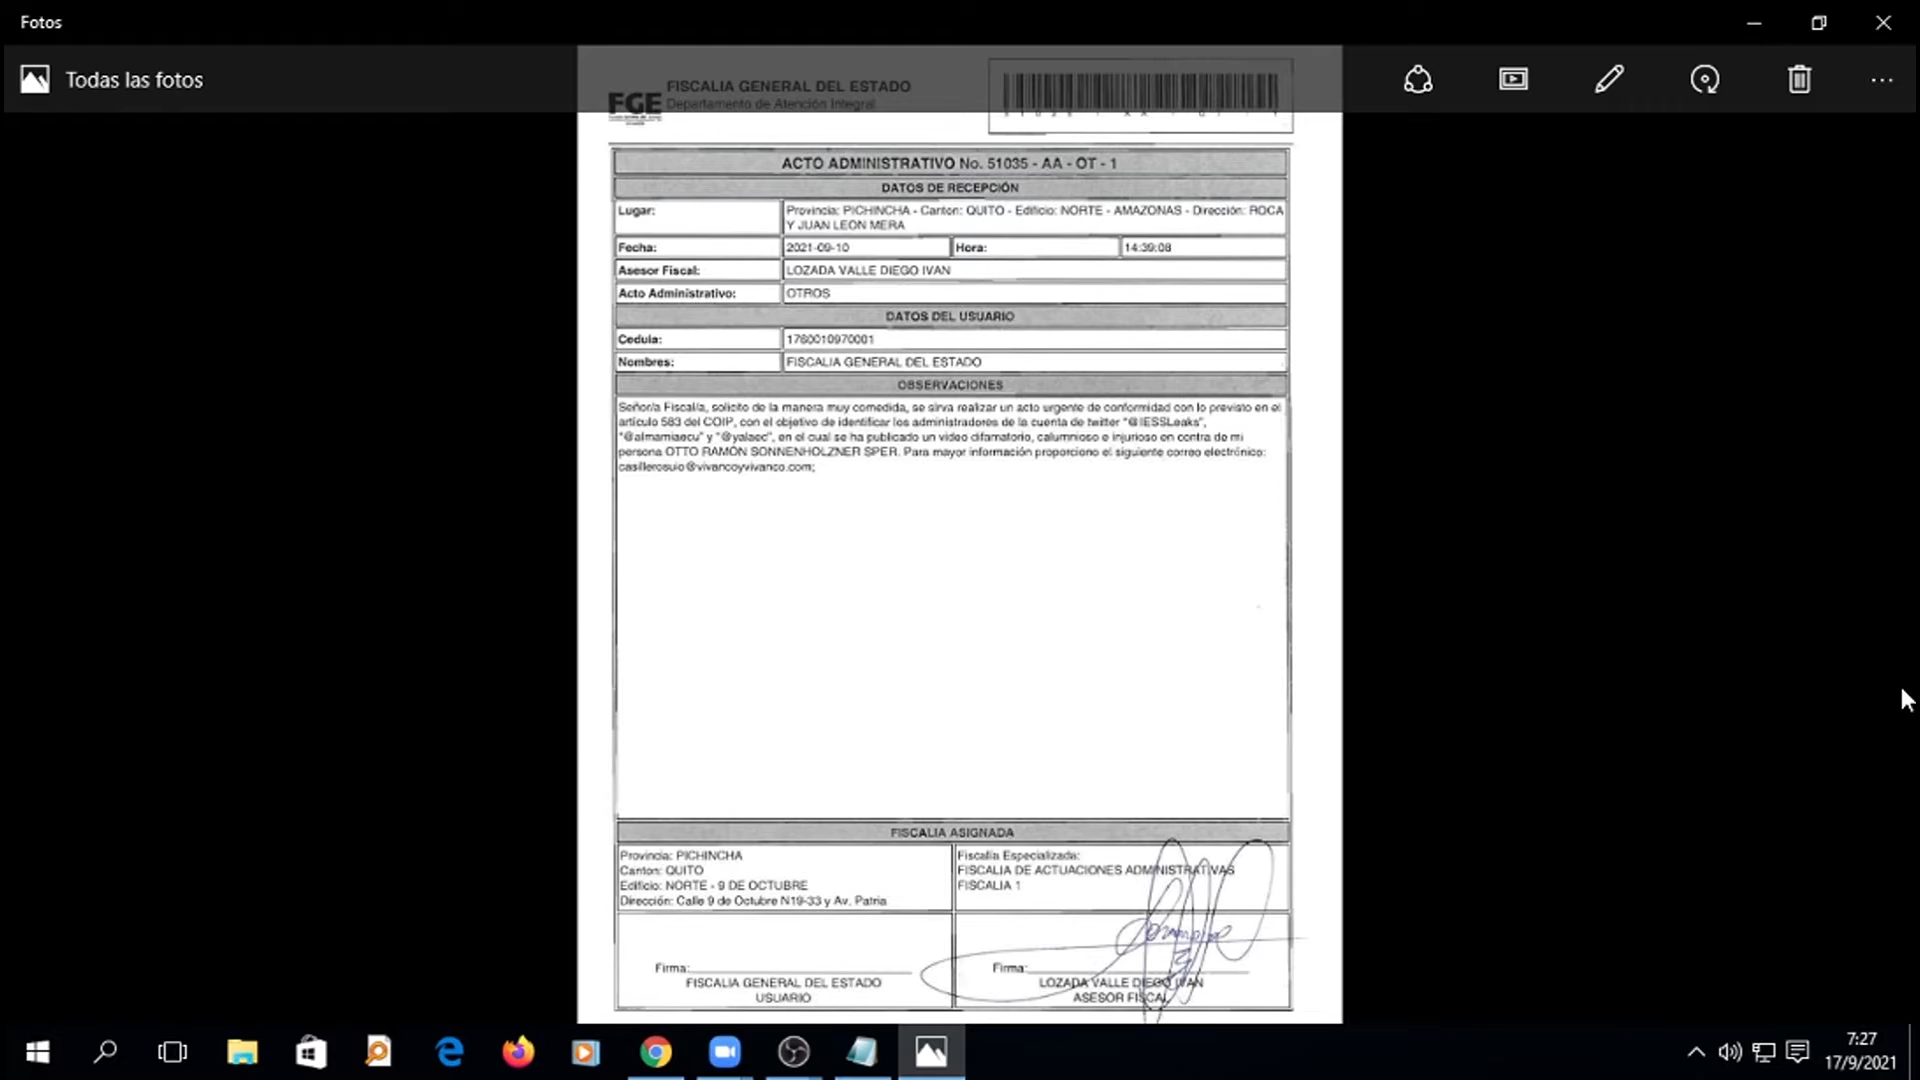 Fotos
Todas las fotos
FGE
FISCALIA GENERAL DEL ESTADO
Departamento de Atención Integral
ACTO ADMINISTRATIVO No. 51035 - AA - OT - 1
DATOS DE RECEPCIÓN
Lugar:
Provincia: PICHINCHA - Canton: QUITO - Edificio: NORTE - AMAZONAS - Dirección: ROCA
Y JUAN LEON MERA
Fecha: 2021-09-10 Hora: 14:39:08
Asesor Fiscal: LOZADA VALLE DIEGO IVAN
Acto Administrativo: OTROS
DATOS DEL USUARIO
Cedula: 1760010970001
Nombres: FISCALIA GENERAL DEL ESTADO
OBSERVACIONES
Señor/a Fiscal/a, solicito de la manera muy comedida, se sirva realizar un acto urgente de conformidad con lo previsto en el
artículo 583 del COIP, con el objetivo de identificar los administradores de la cuenta de twitter "@IESSLeaks",
"@almamiaecu" y "@yalaec", en el cual se ha publicado un video difamatorio, calumnioso e injurioso en contra de mi
persona OTTO RAMÓN SONNENHOLZNER SPER. Para mayor información proporciono el siguiente correo electrónico:
casillerosuio@vivancoyvivanco.com;
FISCALIA ASIGNADA
Provincia: PICHINCHA
Canton: QUITO
Edificio: NORTE - 9 DE OCTUBRE
Dirección: Calle 9 de Octubre N19-33 y Av. Patria
Fiscalía Especializada:
FISCALIA DE ACTUACIONES ADMINISTRATIVAS
FISCALIA 1
Firma:
FISCALIA GENERAL DEL ESTADO
USUARIO
Firma:
LOZADA VALLE DIEGO IVAN
ASESOR FISCAL
7:27
17/9/2021